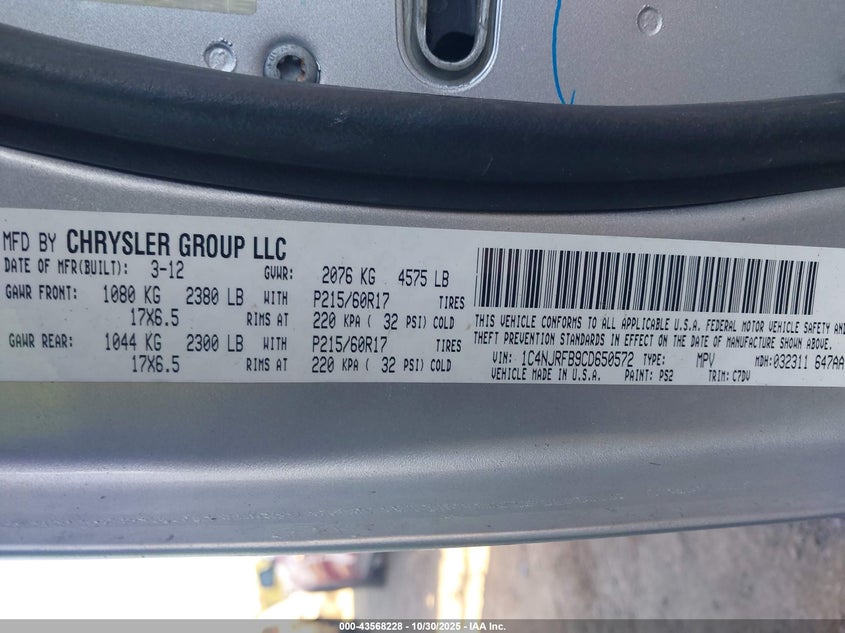 MFD BY CHRYSLER GROUP LLC
DATE OF MFR(BUILT): 3-12 GVWR: 2076 KG 4575 LB
GAWR FRONT: 1080 KG 2380 LB WITH P215/60R17 TIRES
17X6.5 RIMS AT 220 KPA ( 32 PSI) COLD
GAWR REAR: 1044 KG 2300 LB WITH P215/60R17 TIRES
17X6.5 RIMS AT 220 KPA ( 32 PSI) COLD
THIS VEHICLE CONFORMS TO ALL APPLICABLE U.S.A. FEDERAL MOTOR VEHICLE SAFETY AND
THEFT PREVENTION STANDARDS IN EFFECT ON THE DATE OF MANUFACTURE SHOWN ABOVE.
VIN: 1C4NJRFB9CD650572 TYPE: MPV MDH: 032311 647AA
VEHICLE MADE IN U.S.A. PAINT: PS2 TRIM: C7DV
000-43568228 - 10/30/2025 - IAA Inc.